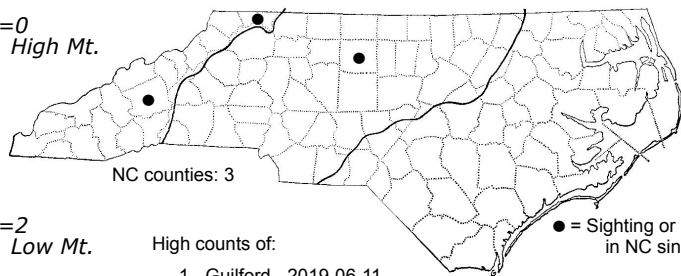 =0
High Mt.
NC counties: 3
=2
Low Mt.
High counts of:
1 - Guilford - 2019-06-11
● = Sighting or
in NC sin